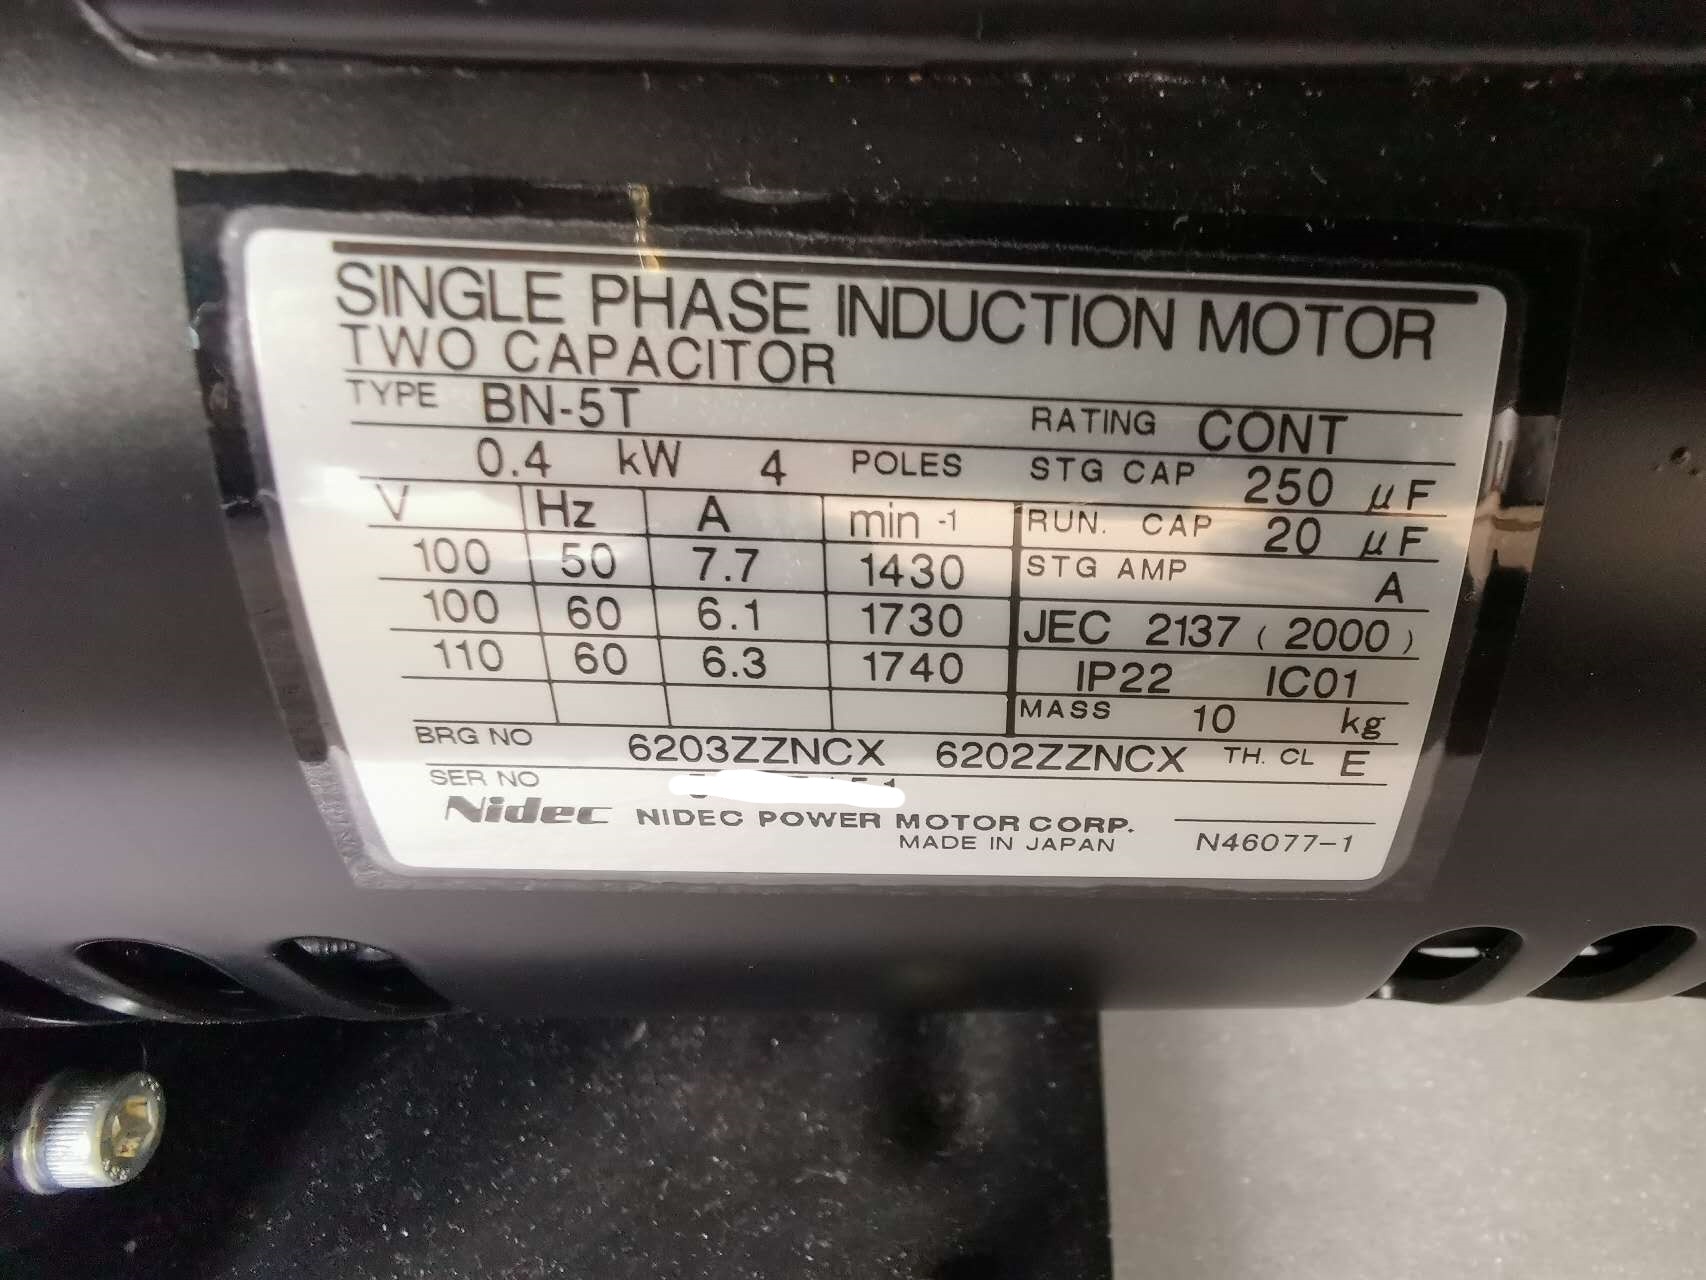 SINGLE PHASE INDUCTION MOTOR
TWO CAPACITOR
TYPE BN-5T RATING CONT
0.4 kW 4 POLES STG CAP 250 μF
V Hz A min -1 RUN. CAP 20 μF
100 50 7.7 1430 STG AMP A
100 60 6.1 1730 JEC 2137 (2000)
110 60 6.3 1740 IP22 IC01
MASS 10 kg
BRG NO 6203ZZNCX 6202ZZNCX TH. CL E
SER NO
Nidec NIDEC POWER MOTOR CORP.
MADE IN JAPAN N46077-1